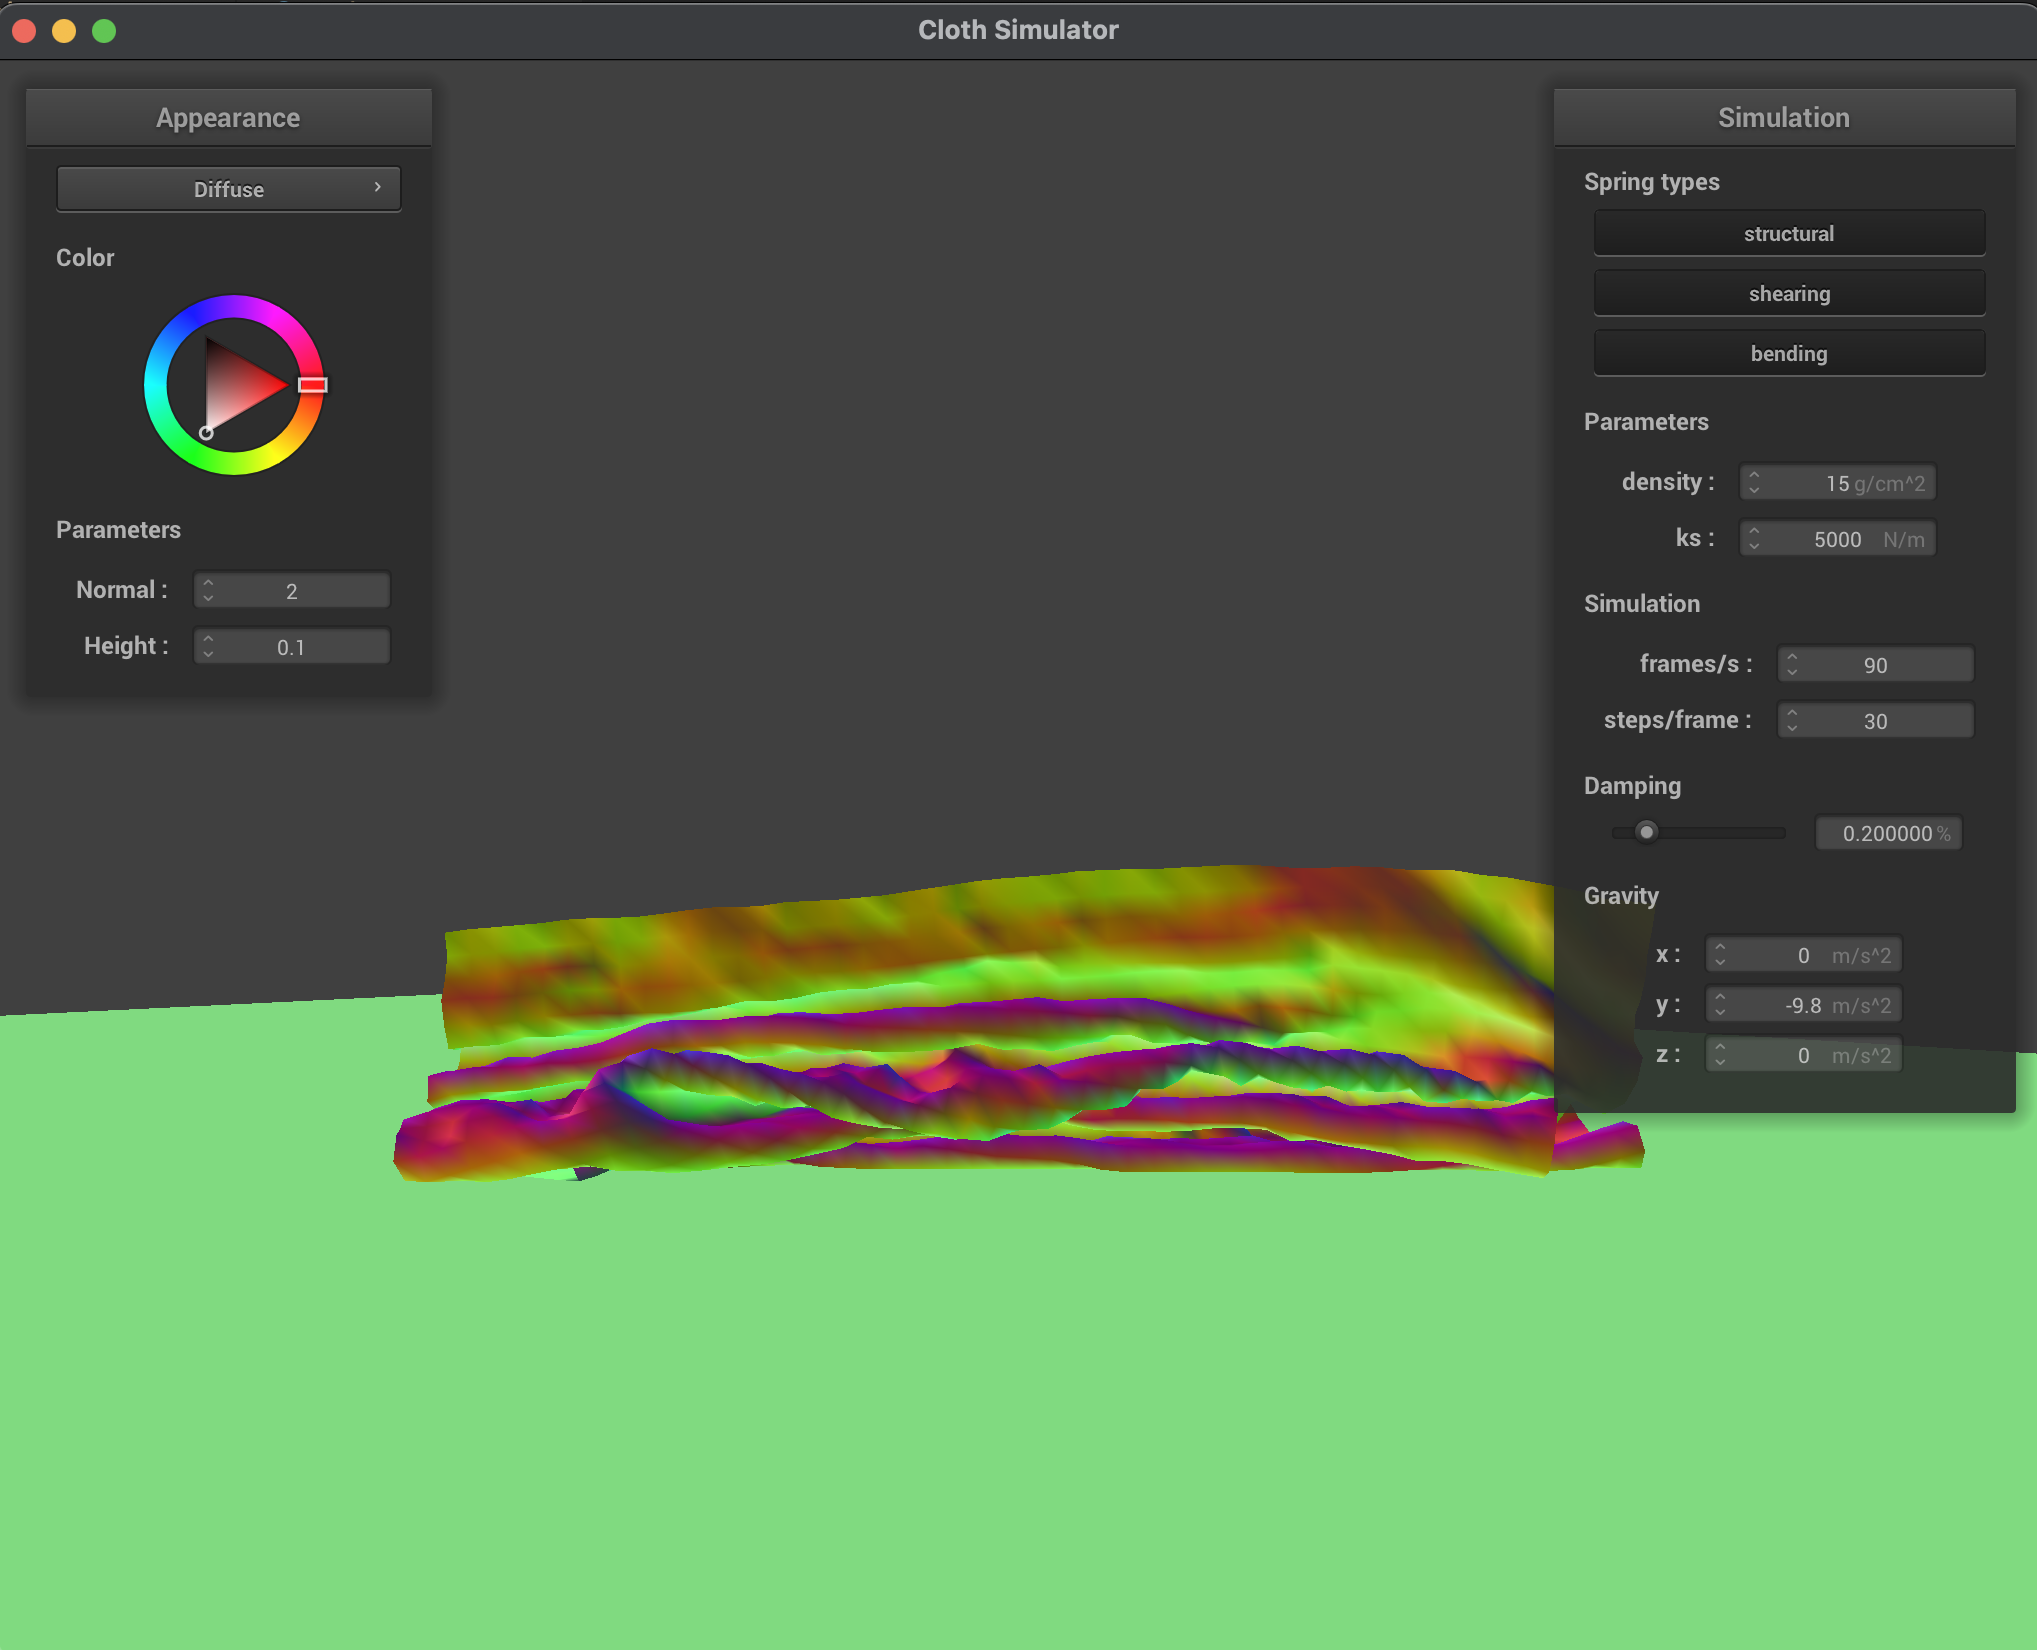 Cloth Simulator
Appearance
Diffuse
Color
Parameters
Normal : 2
Height : 0.1
Simulation
Spring types
structural
shearing
bending
Parameters
density : 15 g/cm^2
ks : 5000 N/m
Simulation
frames/s : 90
steps/frame : 30
Damping
0.200000 %
Gravity
x : 0 m/s^2
y : -9.8 m/s^2
z : 0 m/s^2